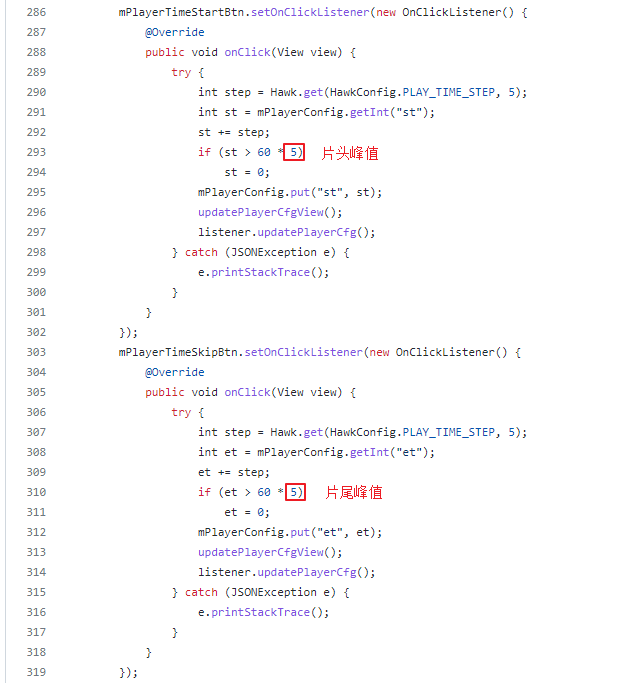 286 mPlayerTimeStartBtn.setOnClickListener(new OnClickListener() {
287 @Override
288 public void onClick(View view) {
289 try {
290 int step = Hawk.get(HawkConfig.PLAY_TIME_STEP, 5);
291 int st = mPlayerConfig.getInt("st");
292 st += step;
293 if (st > 60 * 5) 片头峰值
294 st = 0;
295 mPlayerConfig.put("st", st);
296 updatePlayerCfgView();
297 listener.updatePlayerCfg();
298 } catch (JSONException e) {
299 e.printStackTrace();
300 }
301 }
302 });
303 mPlayerTimeSkipBtn.setOnClickListener(new OnClickListener() {
304 @Override
305 public void onClick(View view) {
306 try {
307 int step = Hawk.get(HawkConfig.PLAY_TIME_STEP, 5);
308 int et = mPlayerConfig.getInt("et");
309 et += step;
310 if (et > 60 * 5) 片尾峰值
311 et = 0;
312 mPlayerConfig.put("et", et);
313 updatePlayerCfgView();
314 listener.updatePlayerCfg();
315 } catch (JSONException e) {
316 e.printStackTrace();
317 }
318 }
319 });